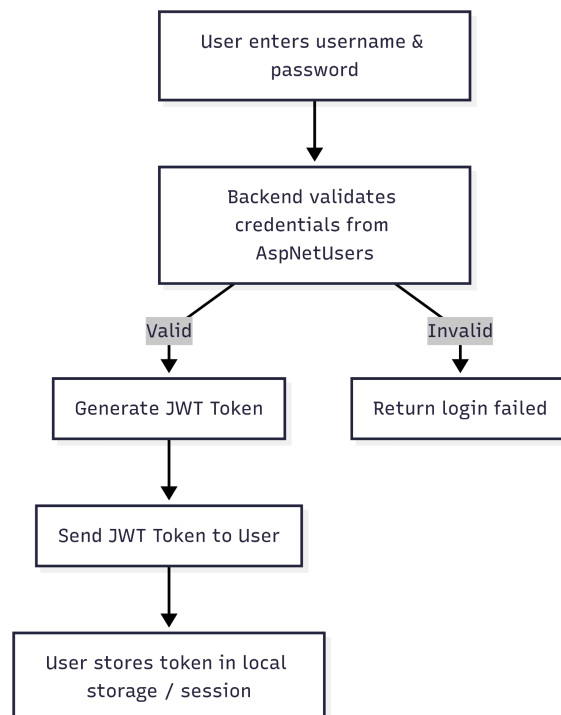 User enters username &
password
Backend validates
credentials from
AspNetUsers
Valid
Invalid
Generate JWT Token
Return login failed
Send JWT Token to User
User stores token in local
storage / session